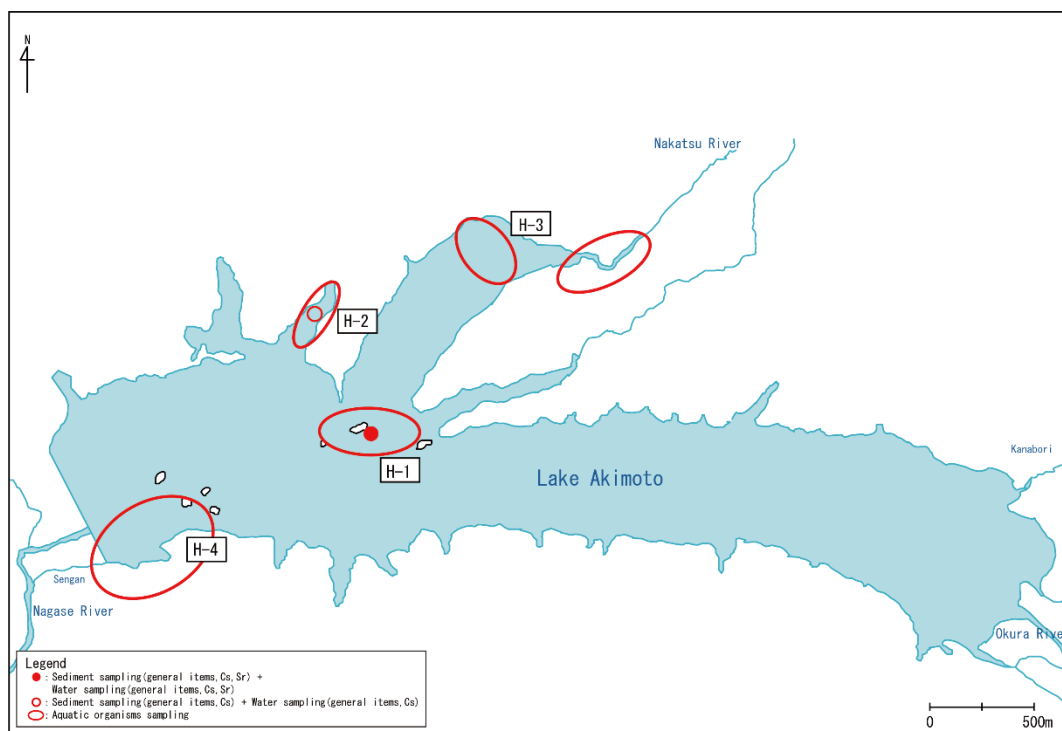 N
Nakatsu River
H-3
H-2
H-1
Kanabori
Lake Akimoto
H-4
Sengan
Nagase River
Okura River
Legend
: Sediment sampling(general items,Cs,Sr) +
Water sampling(general items,Cs,Sr)
: Sediment sampling(general items,Cs) + Water sampling(general items,Cs)
: Aquatic organisms sampling
0 500m